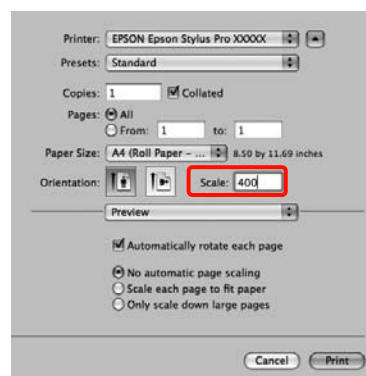 Printer: EPSON Epson Stylus Pro XXXXX
Presets: Standard
Copies: 1 Collated
Pages: All
From: 1 to: 1
Paper Size: A4 (Roll Paper – ... 8.50 by 11.69 inches
Orientation: Scale: 400
Preview
Automatically rotate each page
No automatic page scaling
Scale each page to fit paper
Only scale down large pages
Cancel Print